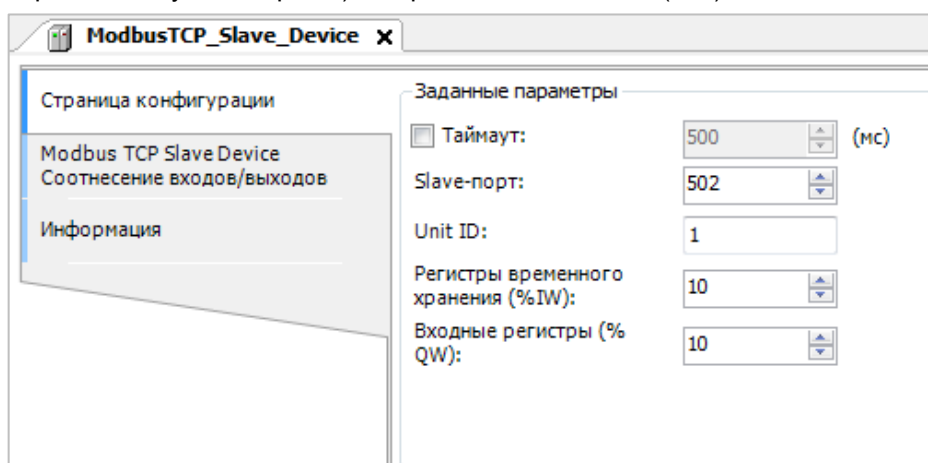 ModbusTCP_Slave_Device
Страница конфигурации
Modbus TCP Slave Device
Соотнесение входов/выходов
Информация
Заданные параметры
Таймаут: 500 (мс)
Slave-порт: 502
Unit ID: 1
Регистры временного
хранения (%IW): 10
Входные регистры (%
QW): 10